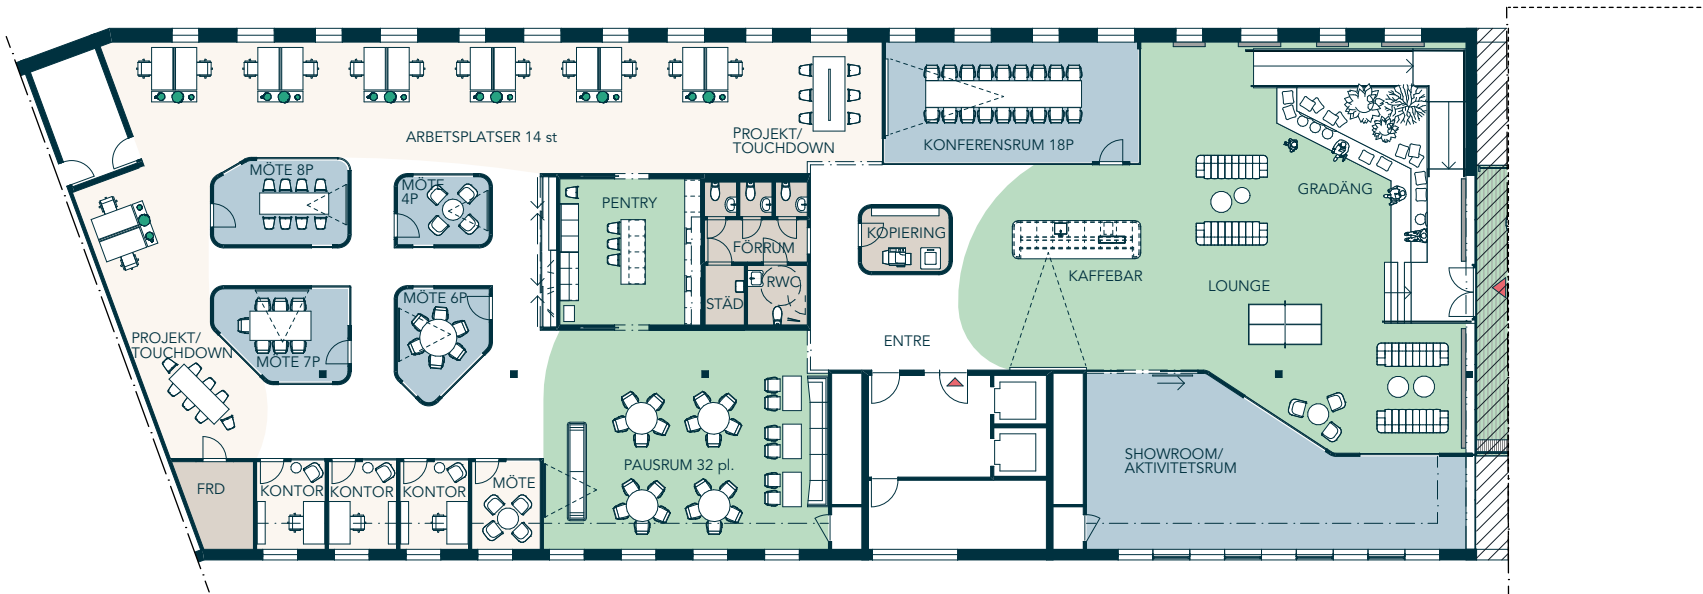 ARBETSPLATSER 14 st
PROJEKT/
TOUCHDOWN
KONFERENSRUM 18P
MÖTE 8P
MÖTE
4P
PENTRY
GRADÄNG
FÖRRUM
KOPIERING
KAFFEBAR
STÄD
RWC
LOUNGE
MÖTE 6P
PROJEKT/
TOUCHDOWN
MÖTE 7P
ENTRE
SHOWROOM/
AKTIVITETSRUM
PAUSRUM 32 pl.
FRD
KONTOR
KONTOR
KONTOR
MÖTE